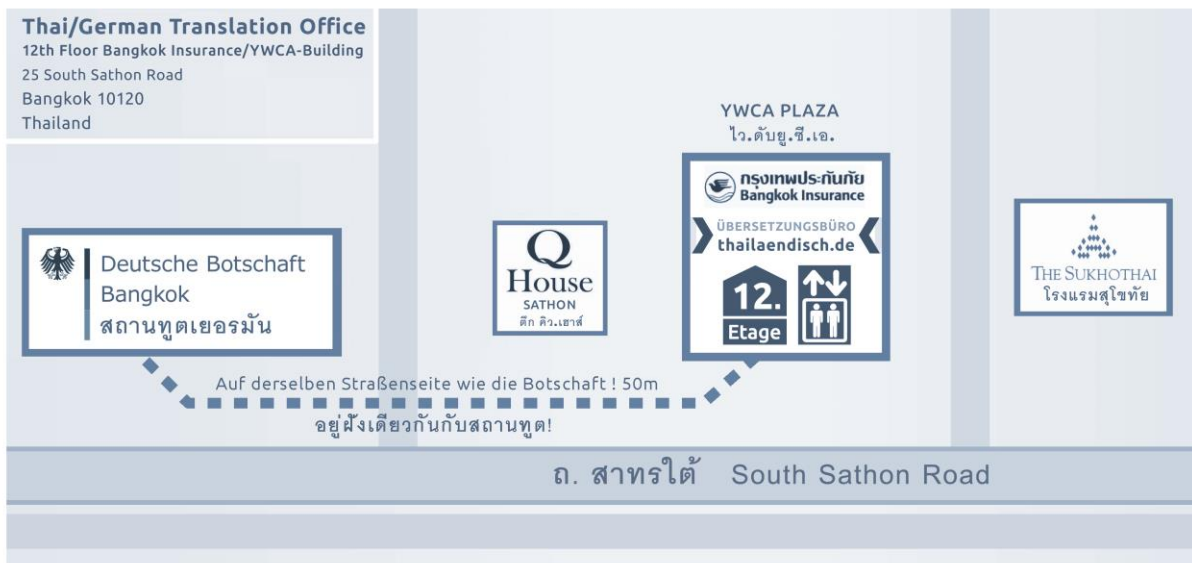 Thai/German Translation Office
12th Floor Bangkok Insurance/YWCA-Building
25 South Sathon Road
Bangkok 10120
Thailand
YWCA PLAZA
ไว.ดับยู.ซี.เอ.
กรุงเทพประกันภัย
Bangkok Insurance
ÜBERSETZUNGSBÜRO
thailaendisch.de
12.
Etage
Deutsche Botschaft
Bangkok
สถานทูตเยอรมัน
Q
House
SATHON
ตึก คิว.เฮาส์
THE SUKHOTHAI
โรงแรมสุโขทัย
Auf derselben Straßenseite wie die Botschaft ! 50m
อยู่ฝั่งเดียวกันกับสถานทูต!
ถ. สาทรใต้ South Sathon Road